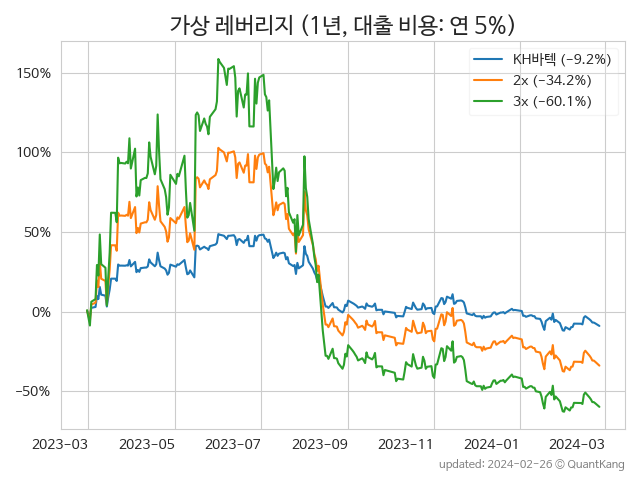 가상 레버리지 (1년, 대출 비용: 연 5%)
KH바텍 (−9.2%)
2x (−34.2%)
3x (−60.1%)
150%
100%
50%
0%
−50%
2023-03 2023-05 2023-07 2023-09 2023-11 2024-01 2024-03
updated: 2024-02-26 © QuantKang